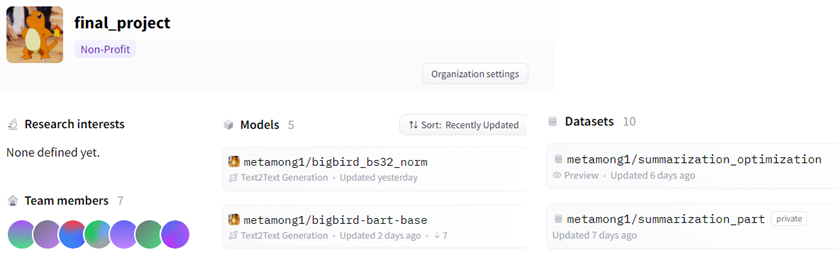 final_project
Non-Profit
Organization settings
Research interests
None defined yet.
Team members 7
Models 5
Sort: Recently Updated
metamong1/bigbird_bs32_norm
Text2Text Generation • Updated yesterday
metamong1/bigbird-bart-base
Text2Text Generation • Updated 2 days ago • ↓ 7
Datasets 10
metamong1/summarization_optimization
Preview • Updated 6 days ago
metamong1/summarization_part private
Updated 7 days ago